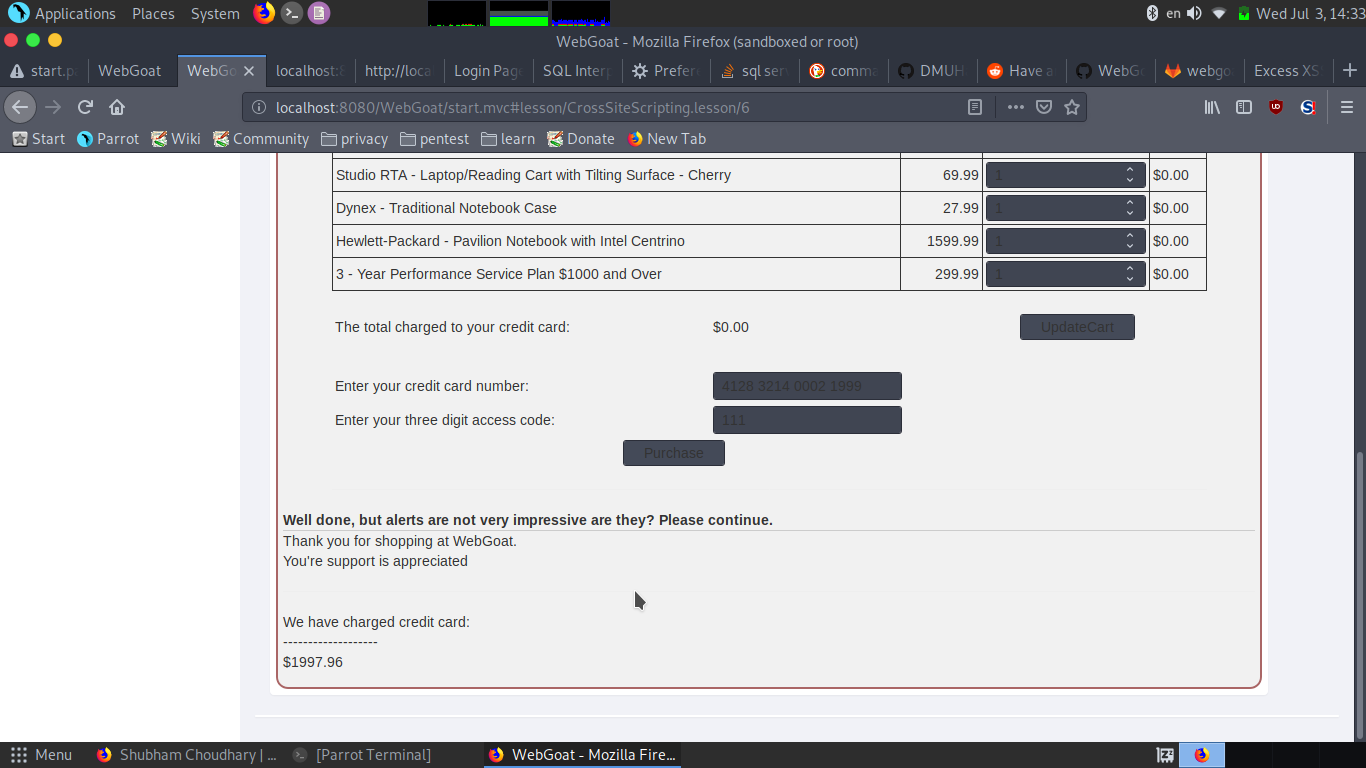 Applications Places System en Wed Jul 3, 14:33
WebGoat - Mozilla Firefox (sandboxed or root)
start.p WebGoat WebGo localhost:8 http://loca Login Page SQL Inter Prefer sql ser comma DMUH Have a WebG webgo Excess XS
localhost:8080/WebGoat/start.mvc#lesson/CrossSiteScripting.lesson/6
Start Parrot Wiki Community privacy pentest learn Donate New Tab
Studio RTA - Laptop/Reading Cart with Tilting Surface - Cherry 69.99 1 $0.00
Dynex - Traditional Notebook Case 27.99 1 $0.00
Hewlett-Packard - Pavilion Notebook with Intel Centrino 1599.99 1 $0.00
3 - Year Performance Service Plan $1000 and Over 299.99 1 $0.00
The total charged to your credit card: $0.00 UpdateCart
Enter your credit card number: 4128 3214 0002 1999
Enter your three digit access code: 111
Purchase
Well done, but alerts are not very impressive are they? Please continue.
Thank you for shopping at WebGoat.
You're support is appreciated
We have charged credit card:
-------------------
$1997.96
Menu Shubham Choudhary | ... [Parrot Terminal] WebGoat - Mozilla Fire...